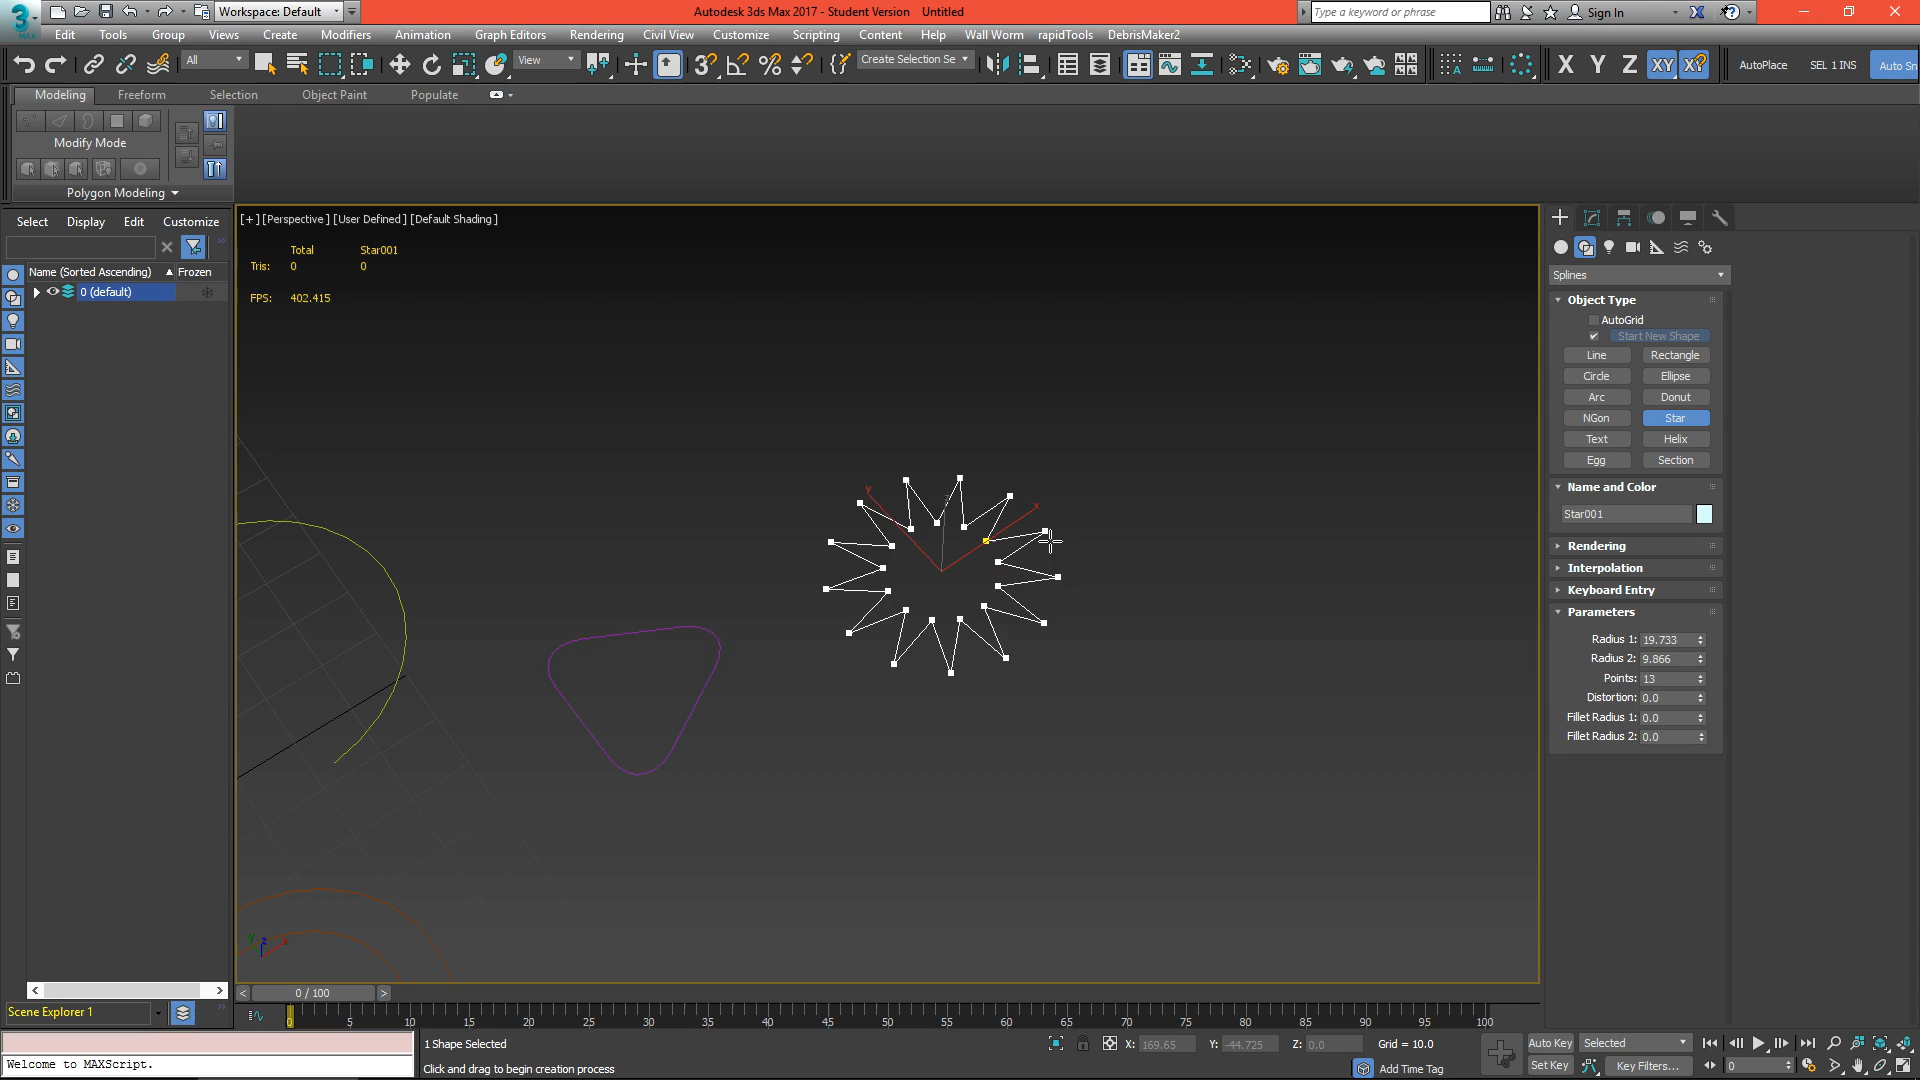 Workspace: Default
Autodesk 3ds Max 2017 - Student Version   Untitled
Type a keyword or phrase
Sign In
3
MAX
Edit Tools Group Views Create Modifiers Animation Graph Editors Rendering Civil View Customize Scripting Content Help Wall Worm rapidTools DebrisMaker2
All
View
Create Selection Se
X Y Z XY
AutoPlace SEL 1 INS Auto Sn
Modeling Freeform Selection Object Paint Populate
Modify Mode
Polygon Modeling
Select Display Edit Customize
Name (Sorted Ascending) Frozen
0 (default)
[+] [Perspective] [User Defined] [Default Shading]
Total Star001
Tris: 0 0
FPS: 402.415
y
x
y z x
Splines
Object Type
AutoGrid
Start New Shape
Line Rectangle
Circle Ellipse
Arc Donut
NGon Star
Text Helix
Egg Section
Name and Color
Star001
Rendering
Interpolation
Keyboard Entry
Parameters
Radius 1: 19.733
Radius 2: 9.866
Points: 13
Distortion: 0.0
Fillet Radius 1: 0.0
Fillet Radius 2: 0.0
< 0 / 100 >
0 5 10 15 20 25 30 35 40 45 50 55 60 65 70 75 80 85 90 95 100
Scene Explorer 1
Welcome to MAXScript.
1 Shape Selected
Click and drag to begin creation process
X: 169.65 Y: -44.725 Z: 0.0 Grid = 10.0
Add Time Tag
Auto Key Selected
Set Key Key Filters...
0